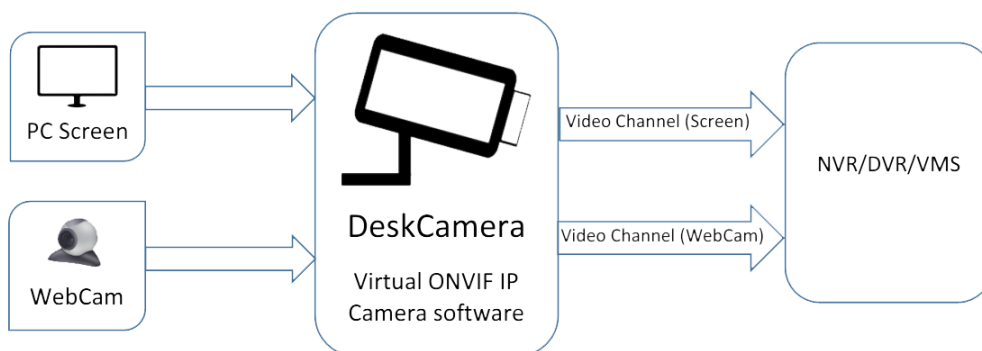 PC Screen
WebCam
DeskCamera
Virtual ONVIF IP
Camera software
Video Channel (Screen)
Video Channel (WebCam)
NVR/DVR/VMS